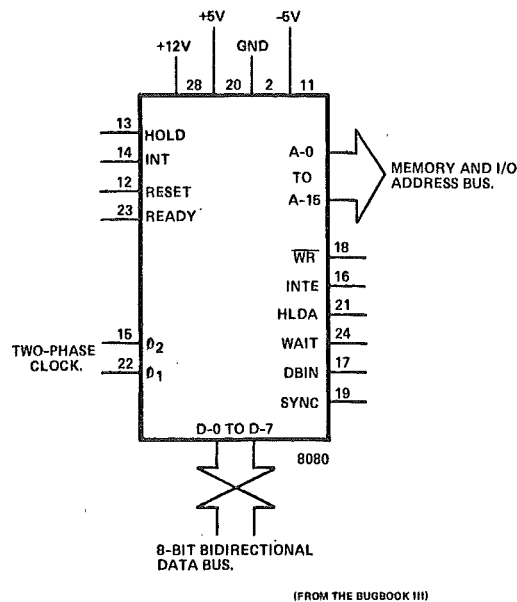 +5V -5V
+12V GND
28 20 2 11
13 HOLD
14 INT
12 RESET
23 READY
A-0
TO
A-15
MEMORY AND I/O
ADDRESS BUS.
WR 18
INTE 16
HLDA 21
WAIT 24
DBIN 17
SYNC 19
15 φ2
22 φ1
TWO-PHASE
CLOCK.
D-0 TO D-7
8080
8-BIT BIDIRECTIONAL
DATA BUS.
(FROM THE BUGBOOK III)